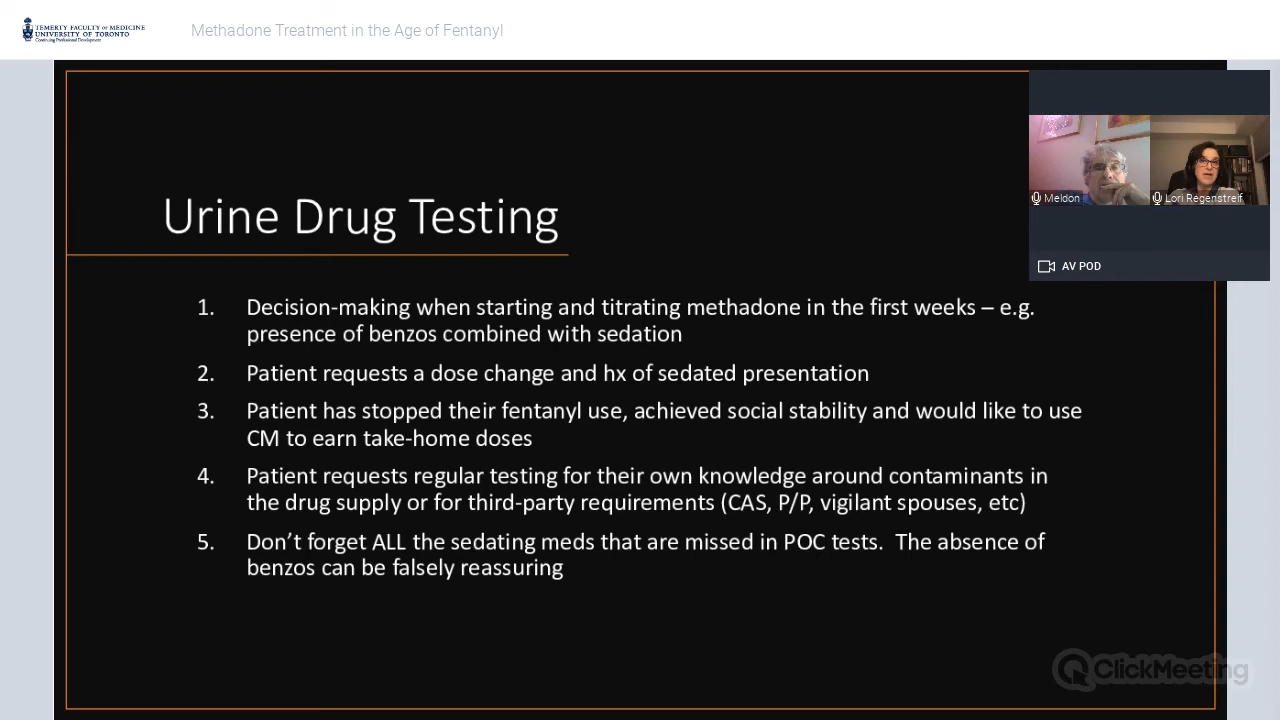 TEMERTY FACULTY OF MEDICINE
UNIVERSITY OF TORONTO
Continuing Professional Development
Methadone Treatment in the Age of Fentanyl
Meldon
Lori Regenstreif
AV POD
Urine Drug Testing
1. Decision-making when starting and titrating methadone in the first weeks – e.g.
presence of benzos combined with sedation
2. Patient requests a dose change and hx of sedated presentation
3. Patient has stopped their fentanyl use, achieved social stability and would like to use
CM to earn take-home doses
4. Patient requests regular testing for their own knowledge around contaminants in
the drug supply or for third-party requirements (CAS, P/P, vigilant spouses, etc)
5. Don’t forget ALL the sedating meds that are missed in POC tests.  The absence of
benzos can be falsely reassuring
ClickMeeting